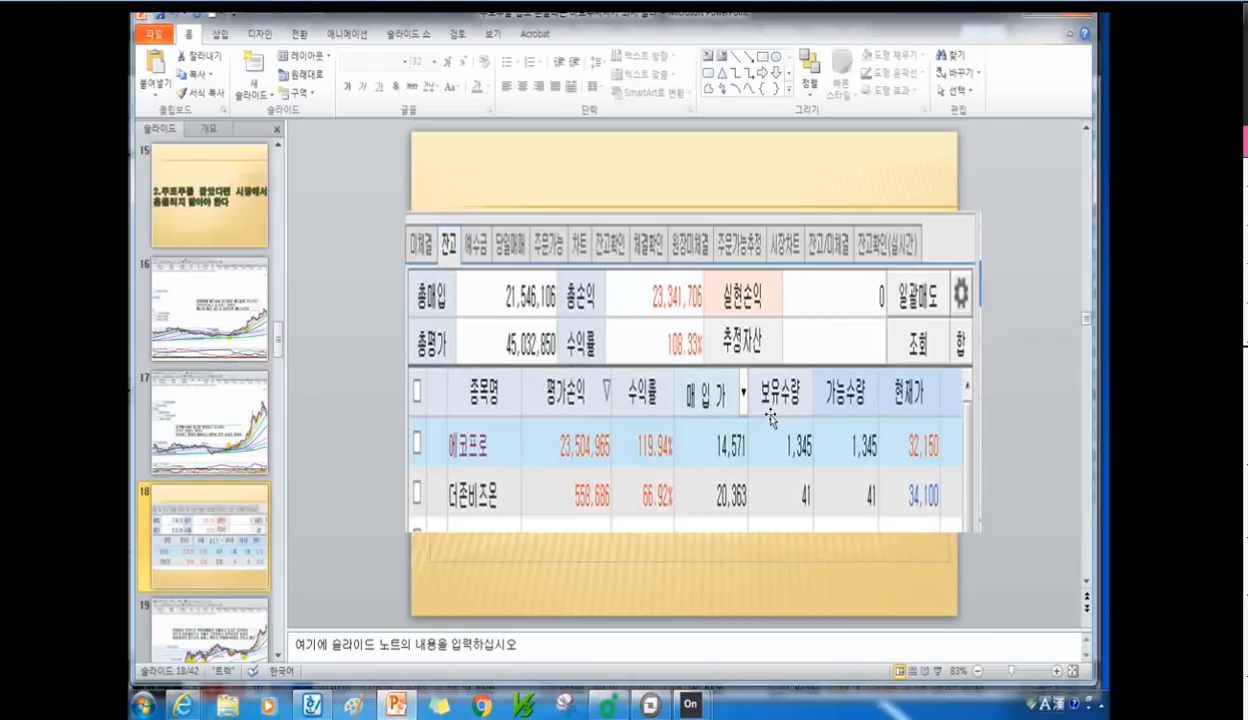 파일 홈 삽입 디자인 전환 애니메이션 슬라이드 쇼 검토 보기 Acrobat
붙여넣기 잘라내기 복사 서식 복사 클립보드
새 슬라이드 레이아웃 원래대로 구역 슬라이드
32 가 가 가 글꼴
텍스트 방향 텍스트 맞춤 SmartArt로 변환 단락
정렬 빠른 스타일 도형 채우기 도형 윤곽선 도형 효과 그리기
찾기 바꾸기 선택 편집
슬라이드 개요
15
2.주도주를 잡았다면 시장에서
흔들리지 말아야 한다
16
17
18
19
미체결 잔고 예수금 당일매매 주문가능 차트 잔고확인 체결확인 원장미체결 주문가능추정 시장차트 잔고/미체결 잔고확인(실시간)
총매입 21,546,106 총손익 23,341,706 실현손익 0 일괄매도
총평가 45,032,850 수익률 108.33% 추정자산 조회 합
종목명 평가손익 수익률 매 입 가 보유수량 가능수량 현재가
에코프로 23,504,965 119.94% 14,571 1,345 1,345 32,150
더존비즈온 558,686 66.92% 20,363 41 41 34,100
여기에 슬라이드 노트의 내용을 입력하십시오
슬라이드 18/42 "트랙" 한국어 83%
On A 漢